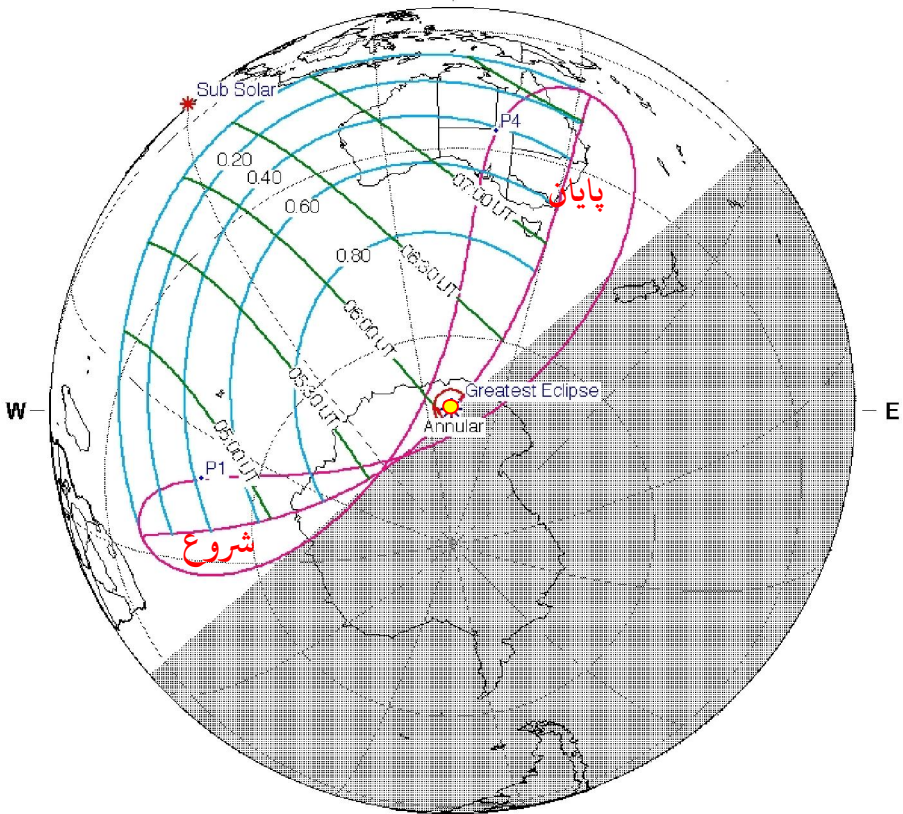 Sub Solar
P4
0.20
0.40
0.60
0.80
07:00 UT
پایان
06:30 UT
06:00 UT
05:30 UT
05:00 UT
W
E
Greatest Eclipse
Annular
P1
شروع